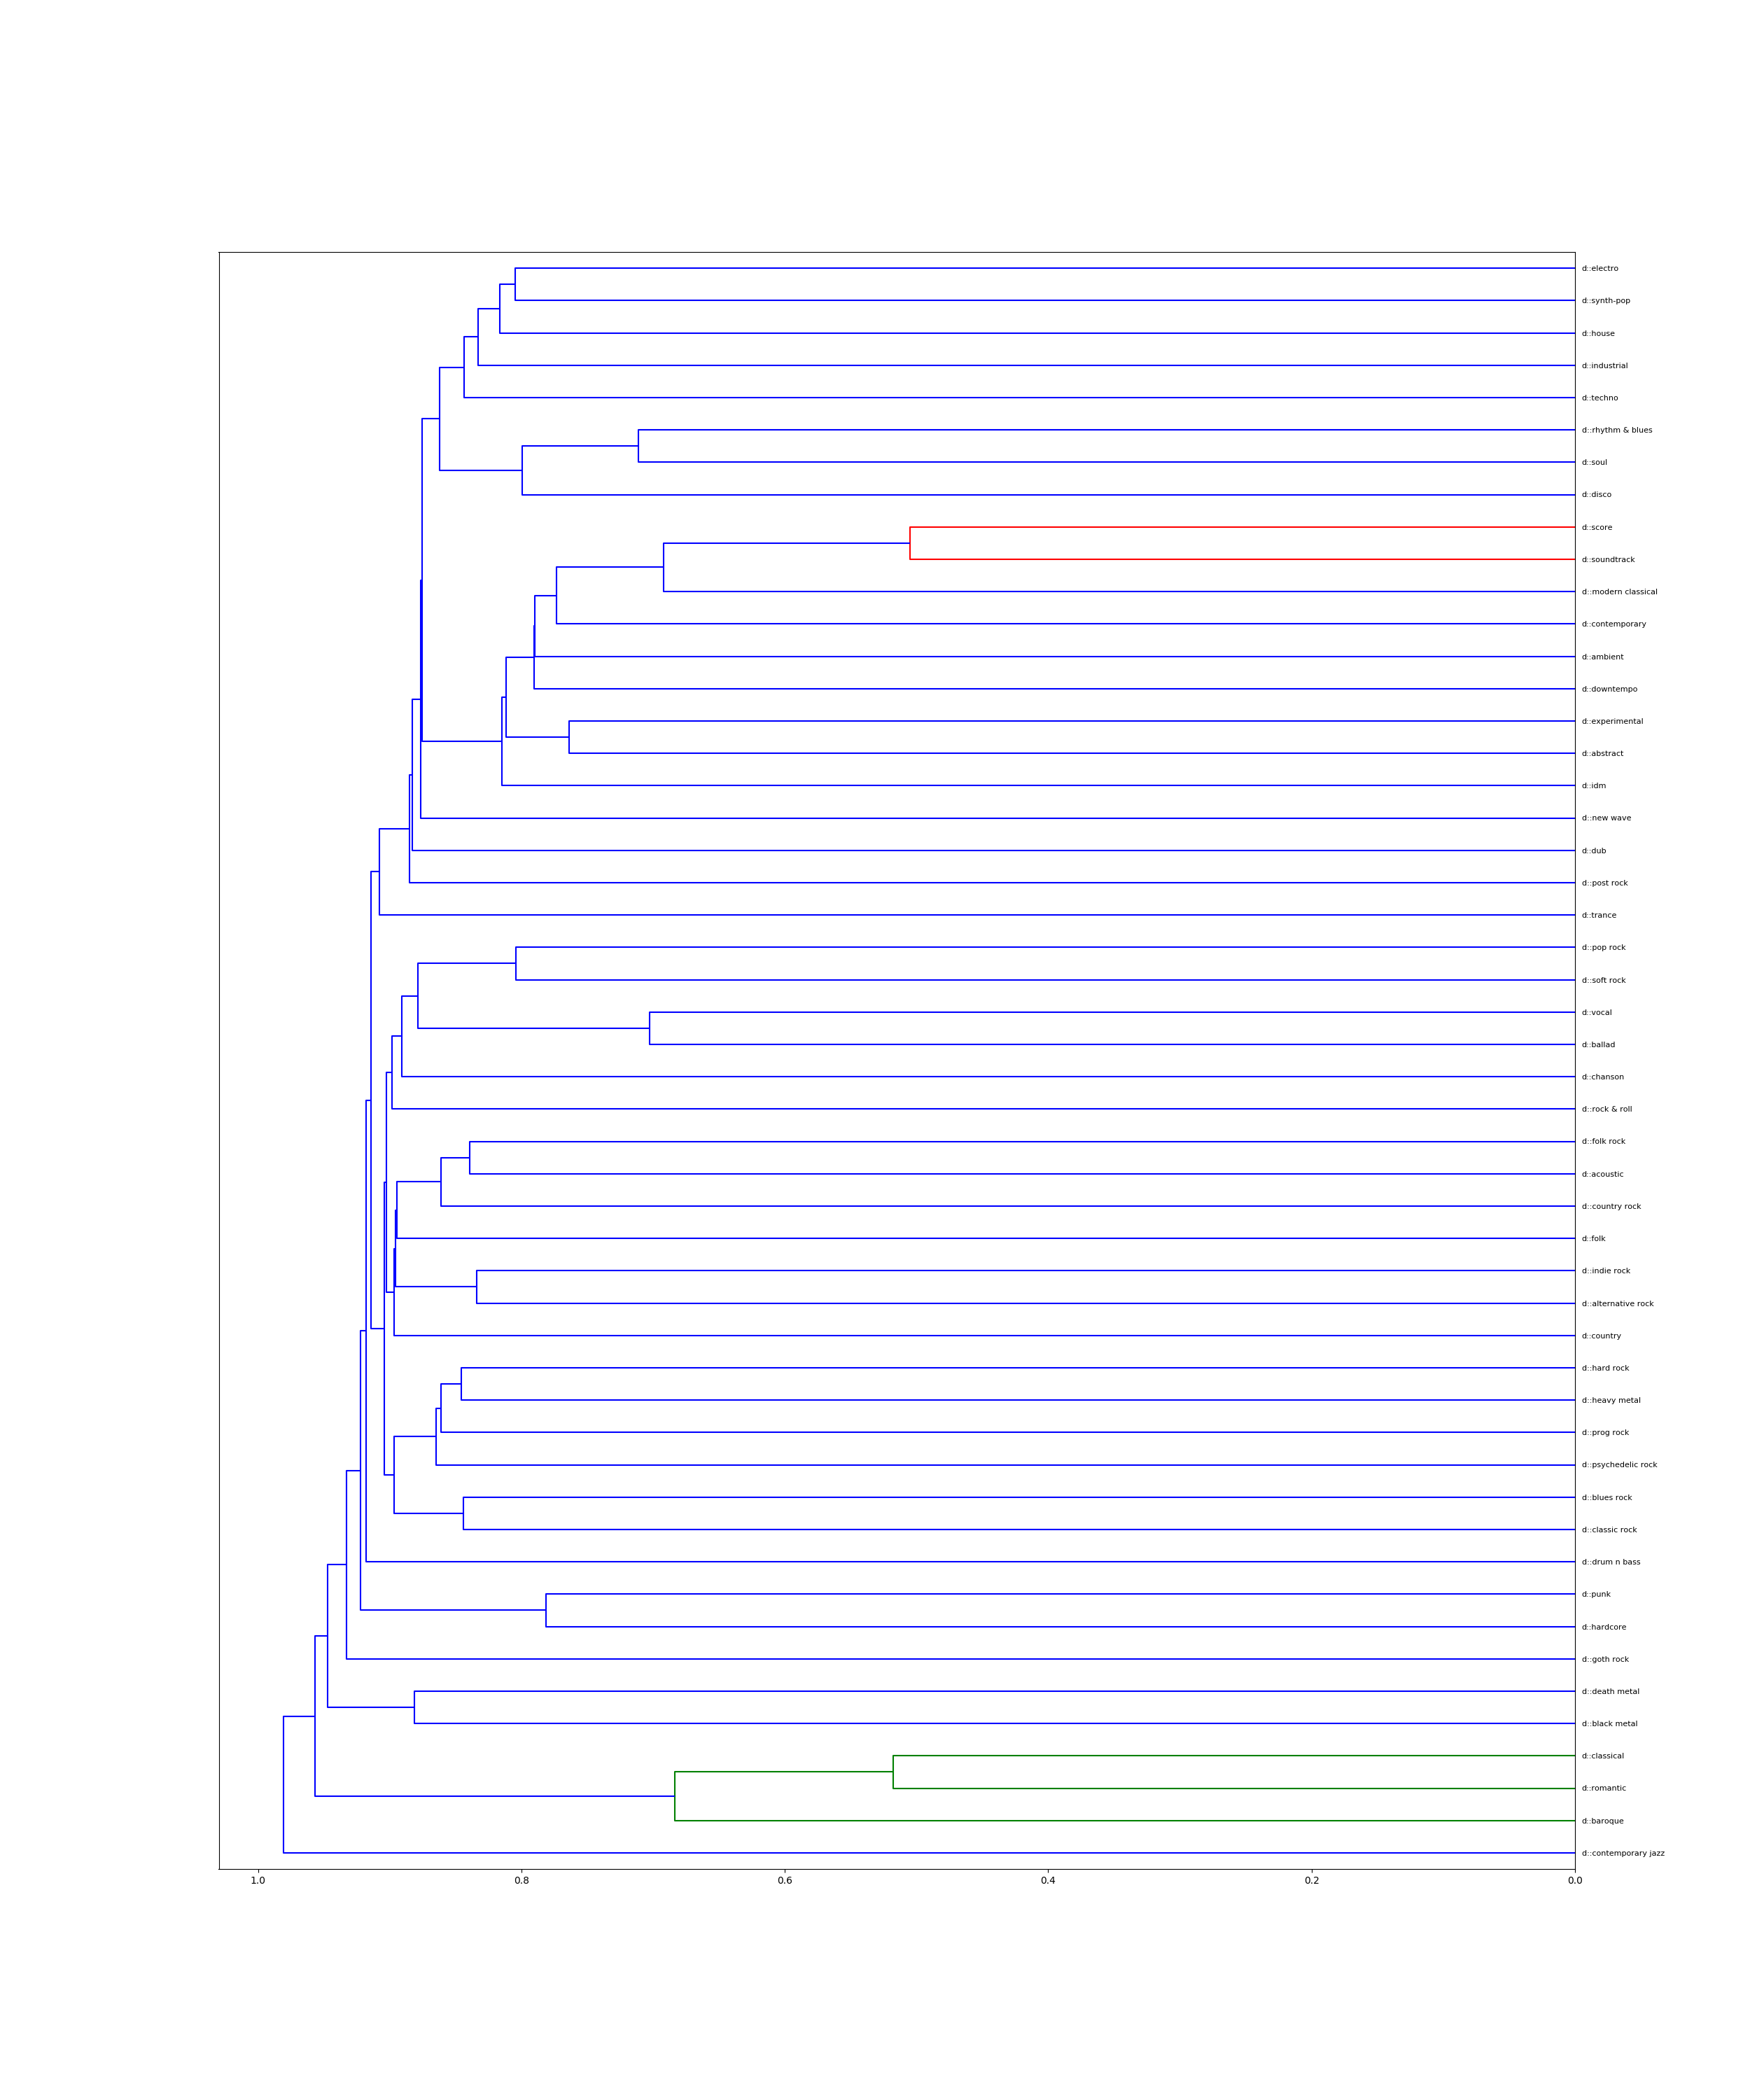 d::electro
d::synth-pop
d::house
d::industrial
d::techno
d::rhythm & blues
d::soul
d::disco
d::score
d::soundtrack
d::modern classical
d::contemporary
d::ambient
d::downtempo
d::experimental
d::abstract
d::idm
d::new wave
d::dub
d::post rock
d::trance
d::pop rock
d::soft rock
d::vocal
d::ballad
d::chanson
d::rock & roll
d::folk rock
d::acoustic
d::country rock
d::folk
d::indie rock
d::alternative rock
d::country
d::hard rock
d::heavy metal
d::prog rock
d::psychedelic rock
d::blues rock
d::classic rock
d::drum n bass
d::punk
d::hardcore
d::goth rock
d::death metal
d::black metal
d::classical
d::romantic
d::baroque
d::contemporary jazz
1.0 0.8 0.6 0.4 0.2 0.0